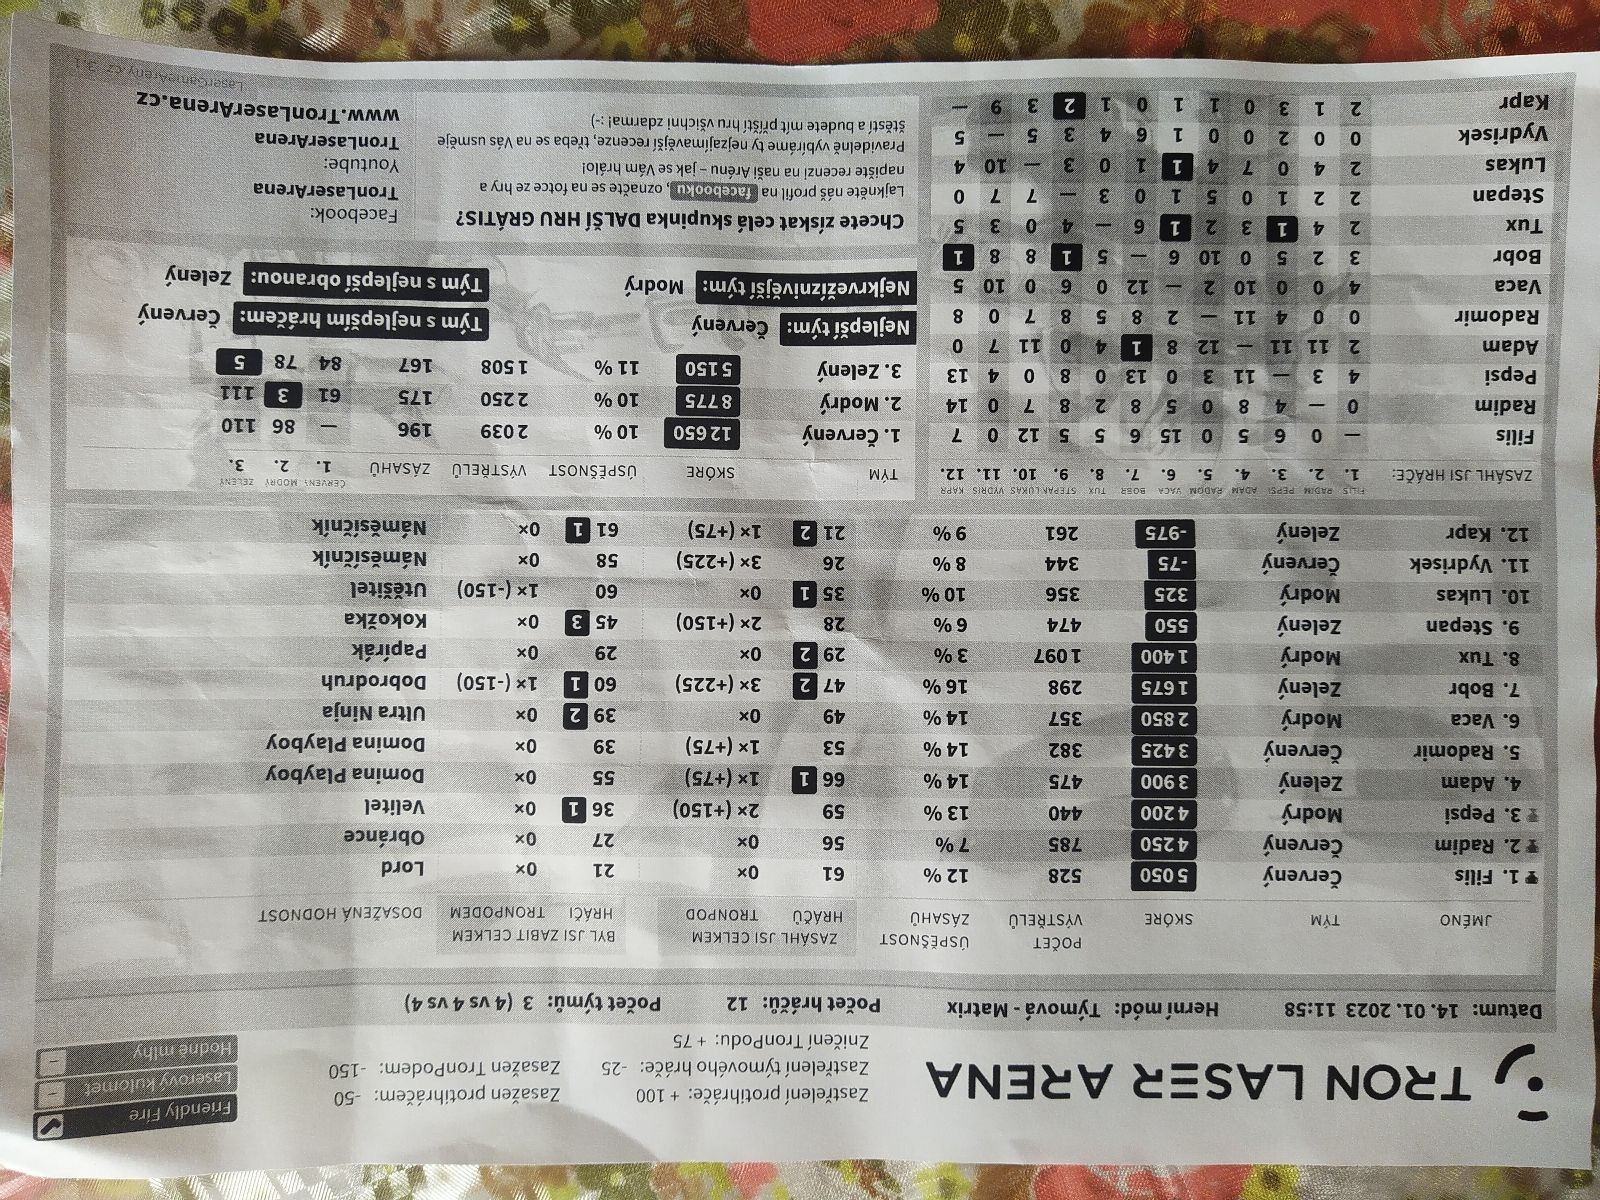 TRON LASER ARENA
Zastřelení protihráče: + 100
Zasažen protihráčem: -50
Zastřelení týmového hráče: -25
Zasažen TronPodem: -150
Zničení TronPodu: + 75
Friendly Fire
Laserový kulomet
Hodně mlhy
Datum: 14. 01. 2023 11:58 Herní mód: Týmová - Matrix Počet hráčů: 12 Počet týmů: 3 (4 vs 4 vs 4)
JMÉNO TÝM SKÓRE POČET VÝSTŘELŮ ÚSPĚŠNOST ZÁSAHŮ ZASÁHL JSI CELKEM HRÁČŮ TRONPOD BYL JSI ZABIT CELKEM HRÁČI TRONPODEM DOSAŽENÁ HODNOST
1. Filis Červený 5 050 528 12 % 61 0× 21 0× Lord
2. Radim Červený 4 250 785 7 % 56 0× 27 0× Obránce
3. Pepsi Modrý 4 200 440 13 % 59 2× (+150) 36 1 0× Velitel
4. Adam Zelený 3 900 475 14 % 66 1 1× (+75) 55 0× Domina Playboy
5. Radomir Červený 3 425 382 14 % 53 1× (+75) 39 0× Domina Playboy
6. Vaca Modrý 2 850 357 14 % 49 0× 39 2 0× Ultra Ninja
7. Bobr Zelený 1 675 298 16 % 47 2 3× (+225) 60 1 1× (-150) Dobrodruh
8. Tux Modrý 1 400 1 097 3 % 29 2 0× 29 0× Papírák
9. Stepan Zelený 550 474 6 % 28 2× (+150) 45 3 0× Kokožka
10. Lukas Modrý 325 356 10 % 35 1 0× 60 1× (-150) Utěšitel
11. Vydrisek Červený -75 344 8 % 26 3× (+225) 58 0× Náměsíčník
12. Kapr Zelený -975 261 9 % 21 2 1× (+75) 61 1 0× Náměsíčník
FILIS RADIM PEPSI ADAM RADOM VACA BOBR TUX STEPAN LUKAS VYDRIS KAPR
ZASÁHL JSI HRÁČE: 1. 2. 3. 4. 5. 6. 7. 8. 9. 10. 11. 12.
Filis — 0 6 5 0 15 6 5 5 12 0 7
Radim 0 — 4 8 0 5 8 2 8 7 0 14
Pepsi 4 3 — 11 3 0 13 0 8 0 4 13
Adam 2 11 11 — 12 8 1 4 0 11 7 0
Radomir 0 0 4 11 — 2 8 5 8 7 0 8
Vaca 4 0 0 10 2 — 12 0 6 0 10 5
Bobr 3 2 5 0 10 6 — 5 1 8 8 1
Tux 2 4 1 3 2 1 6 — 4 0 3 5
Stepan 2 2 1 0 5 1 0 3 — 7 7 0
Lukas 2 4 0 7 4 1 1 0 3 — 10 4
Vydrisek 0 0 2 0 0 1 6 4 3 5 — 5
Kapr 2 1 3 0 1 1 0 1 2 3 9 —
TÝM SKÓRE ÚSPĚŠNOST VÝSTŘELŮ ZÁSAHŮ ČERVENÝ 1. MODRÝ 2. ZELENÝ 3.
1. Červený 12 650 10 % 2 039 196 — 86 110
2. Modrý 8 775 10 % 2 250 175 61 3 111
3. Zelený 5 150 11 % 1 508 167 84 78 5
Nejlepší tým: Červený Tým s nejlepším hráčem: Červený
Nejkrvežíznivější tým: Modrý Tým s nejlepší obranou: Zelený
Chcete získat celá skupinka DALŠÍ HRU GRÁTIS?
Lajkněte náš profil na facebooku, označte se na fotce ze hry a
napište recenzi na naší Arénu – jak se Vám hrálo!
Pravidelně vybíráme ty nejzajímavější recenze, třeba se na Vás usměje
štěstí a budete mít příští hru všichni zdarma! :-)
Facebook:
TronLaserArena
Youtube:
TronLaserArena
www.TronLaserArena.cz
LaserGameAreny.cz 3.1